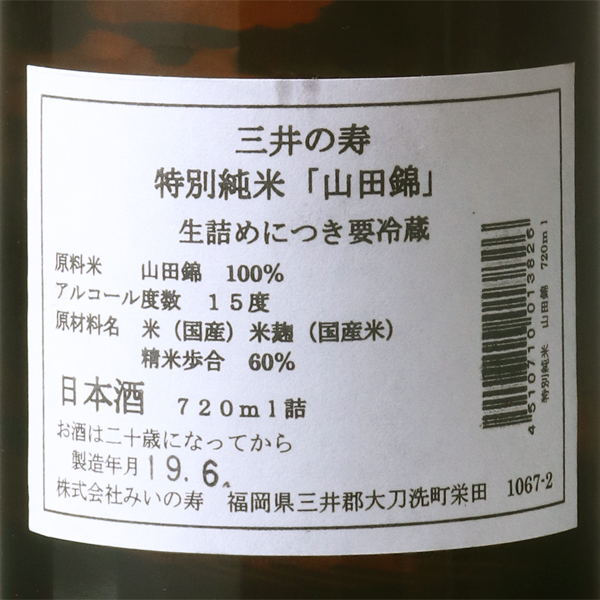 三井の寿
特別純米「山田錦」
生詰めにつき要冷蔵
原料米　山田錦　100%
アルコール度数　１５度
原材料名　米（国産）米麹（国産米）
精米歩合　60%
日本酒　７２０ｍｌ詰
お酒は二十歳になってから
製造年月 19.6.
株式会社みいの寿　福岡県三井郡大刀洗町栄田　1067-2
4510710013826
特別純米　山田錦　720ml